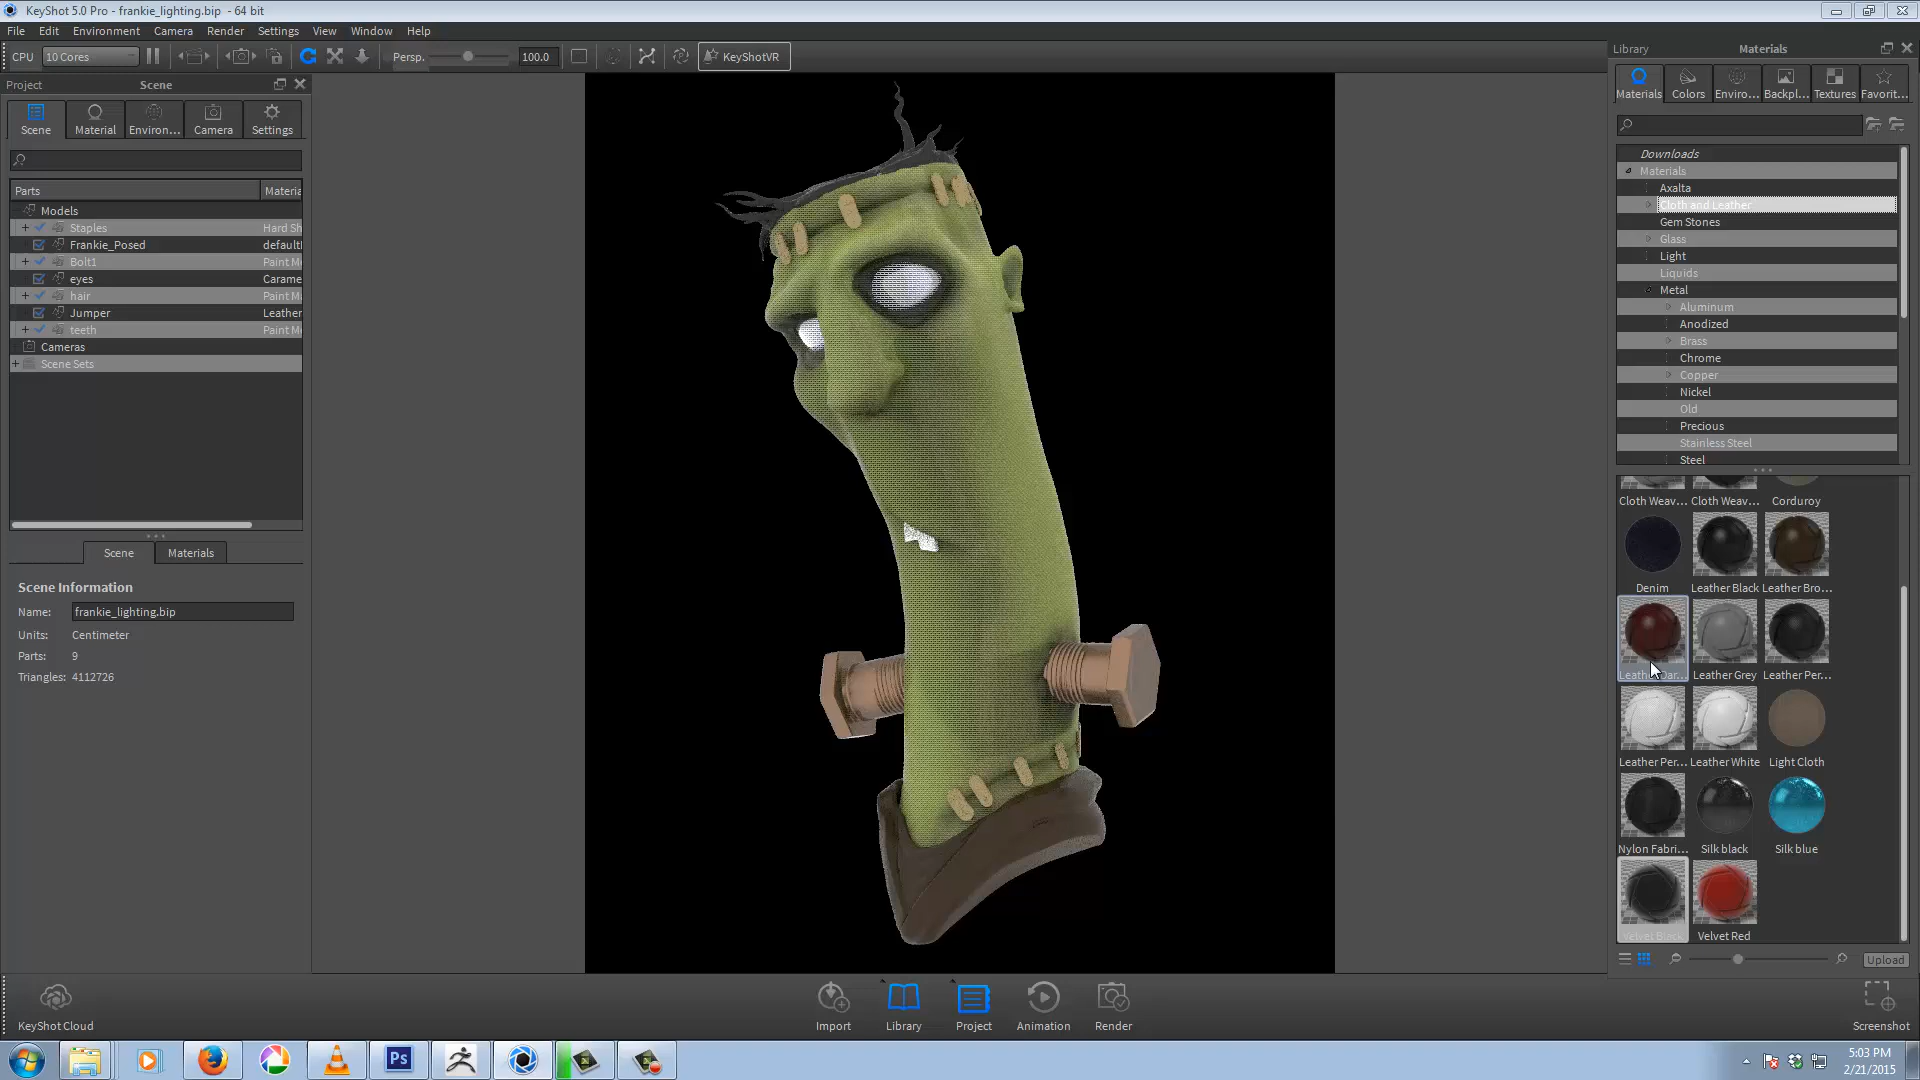 KeyShot 5.0 Pro - frankie_lighting.bip - 64 bit
File Edit Environment Camera Render Settings View Window Help
CPU 10 Cores Persp. 100.0 KeyShotVR
Project Scene
Scene Material Environ... Camera Settings
Parts Materia
Models
Staples Hard Sh
Frankie_Posed default
Bolt1 Paint M
eyes Carame
hair Paint M
Jumper Leather
teeth Paint M
Cameras
Scene Sets
Scene Materials
Scene Information
Name: frankie_lighting.bip
Units: Centimeter
Parts: 9
Triangles: 4112726
Library Materials
Materials Colors Enviro... Backpl... Textures Favorit...
Downloads
Materials
Axalta
Cloth and Leather
Gem Stones
Glass
Light
Liquids
Metal
Aluminum
Anodized
Brass
Chrome
Copper
Nickel
Old
Precious
Stainless Steel
Steel
Cloth Weav... Cloth Weav... Corduroy
Denim Leather Black Leather Bro...
Leather Dar... Leather Grey Leather Per...
Leather Per... Leather White Light Cloth
Nylon Fabri... Silk black Silk blue
Velvet Black Velvet Red
Upload
KeyShot Cloud Import Library Project Animation Render Screenshot
Ps
5:03 PM
2/21/2015